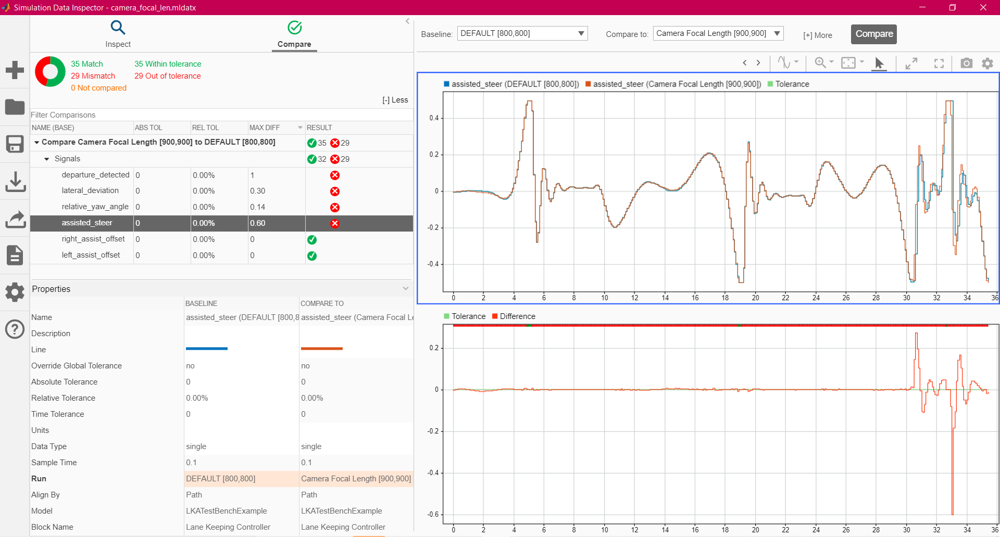 Simulation Data Inspector - camera_focal_len.mldatx
Inspect
Compare
35 Match
35 Within tolerance
29 Mismatch
29 Out of tolerance
0 Not compared
[-] Less
Filter Comparisons
NAME (BASE) ABS TOL REL TOL MAX DIFF RESULT
Compare Camera Focal Length [900,900] to DEFAULT [800,800] 35 29
Signals 32 29
departure_detected 0 0.00% 1
lateral_deviation 0 0.00% 0.30
relative_yaw_angle 0 0.00% 0.14
assisted_steer 0 0.00% 0.60
right_assist_offset 0 0.00% 0
left_assist_offset 0 0.00% 0
Properties
BASELINE COMPARE TO
Name assisted_steer (DEFAULT [800,8 assisted_steer (Camera Focal Le
Description
Line
Override Global Tolerance no no
Absolute Tolerance 0 0
Relative Tolerance 0.00% 0.00%
Time Tolerance 0 0
Units
Data Type single single
Sample Time 0.1 0.1
Run DEFAULT [800,800] Camera Focal Length [900,900]
Align By Path Path
Model LKATestBenchExample LKATestBenchExample
Block Name Lane Keeping Controller Lane Keeping Controller
Baseline: DEFAULT [800,800] Compare to: Camera Focal Length [900,900] [+] More Compare
assisted_steer (DEFAULT [800,800]) assisted_steer (Camera Focal Length [900,900]) Tolerance
0.4
0.2
0
-0.2
-0.4
0 2 4 6 8 10 12 14 16 18 20 22 24 26 28 30 32 34 36
Tolerance Difference
0.2
0
-0.2
-0.4
-0.6
0 2 4 6 8 10 12 14 16 18 20 22 24 26 28 30 32 34 36